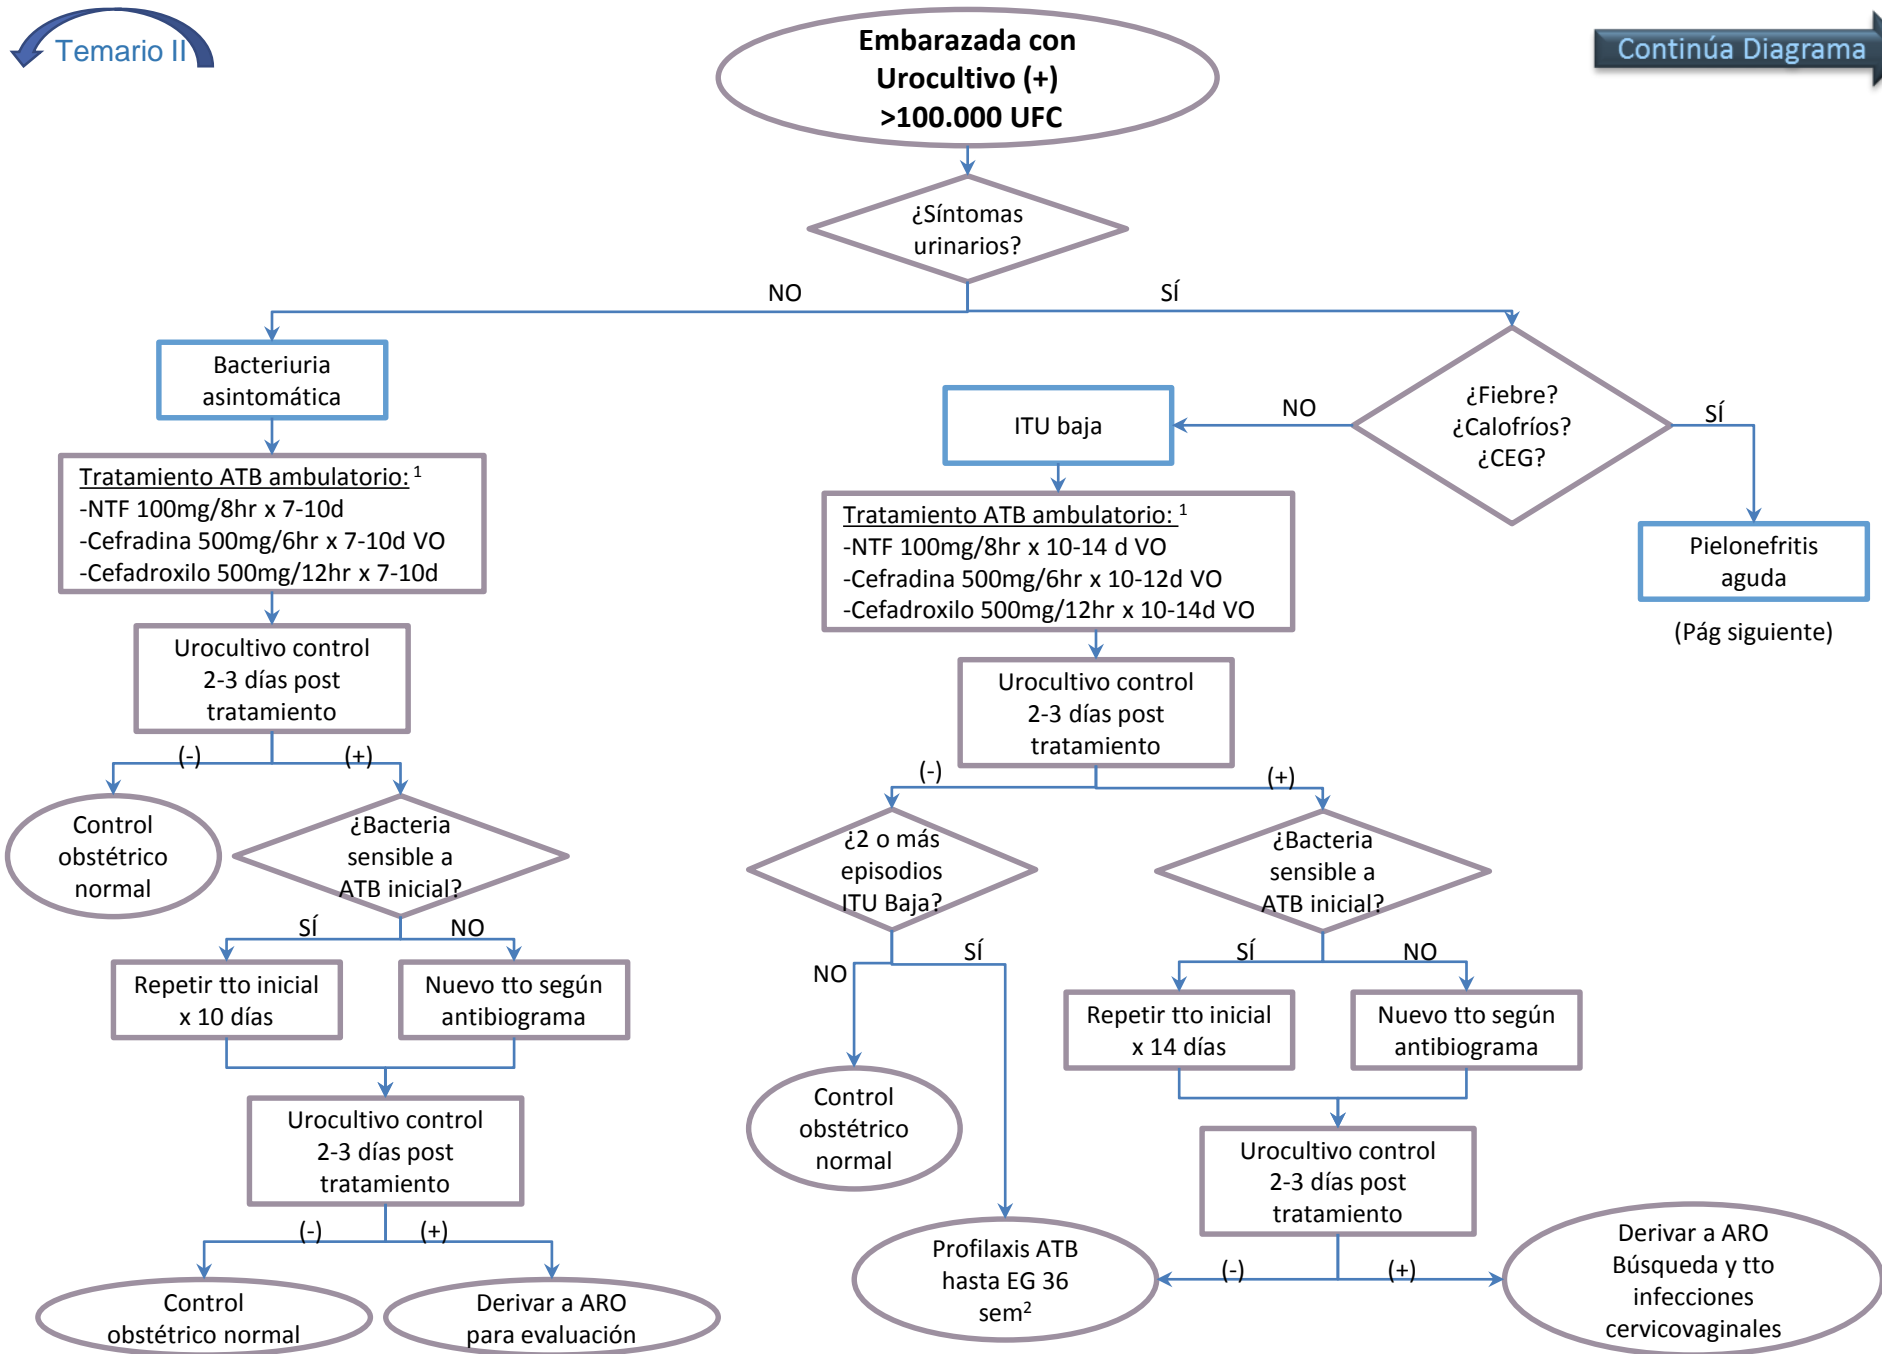 Temario II
Continúa Diagrama
Embarazada con
Urocultivo (+)
>100.000 UFC
¿Síntomas
urinarios?
NO
SÍ
Bacteriuria
asintomática
Tratamiento ATB ambulatorio: 1
-NTF 100mg/8hr x 7-10d
-Cefradina 500mg/6hr x 7-10d VO
-Cefadroxilo 500mg/12hr x 7-10d
Urocultivo control
2-3 días post
tratamiento
(-)
(+)
Control
obstétrico
normal
¿Bacteria
sensible a
ATB inicial?
SÍ
NO
Repetir tto inicial
x 10 días
Nuevo tto según
antibiograma
Urocultivo control
2-3 días post
tratamiento
(-)
(+)
Control
obstétrico normal
Derivar a ARO
para evaluación
¿Fiebre?
¿Calofríos?
¿CEG?
NO
SÍ
ITU baja
Pielonefritis
aguda
(Pág siguiente)
Tratamiento ATB ambulatorio: 1
-NTF 100mg/8hr x 10-14 d VO
-Cefradina 500mg/6hr x 10-12d VO
-Cefadroxilo 500mg/12hr x 10-14d VO
Urocultivo control
2-3 días post
tratamiento
(-)
(+)
¿2 o más
episodios
ITU Baja?
NO
SÍ
Control
obstétrico
normal
¿Bacteria
sensible a
ATB inicial?
SÍ
NO
Repetir tto inicial
x 14 días
Nuevo tto según
antibiograma
Urocultivo control
2-3 días post
tratamiento
(-)
(+)
Profilaxis ATB
hasta EG 36
sem2
Derivar a ARO
Búsqueda y tto
infecciones
cervicovaginales